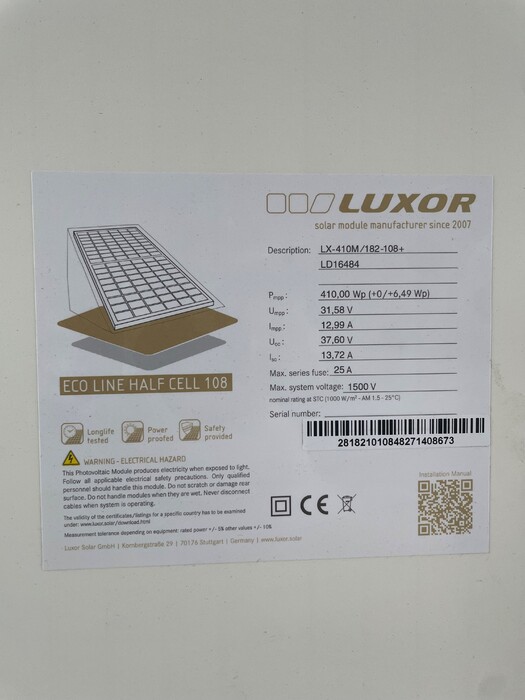 LUXOR
solar module manufacturer since 2007
Description: LX-410M/182-108+
LD16484
Pmpp: 410,00 Wp (+0/+6,49 Wp)
Umpp: 31,58 V
Impp: 12,99 A
Uoc: 37,60 V
Isc: 13,72 A
Max. series fuse: 25 A
Max. system voltage: 1500 V
nominal rating at STC (1000 W/m² - AM 1,5 - 25°C)
Serial number:
2818210108482714086​73
ECO LINE HALF CELL 108
Longlife tested
Power proofed
Safety provided
WARNING - ELECTRICAL HAZARD
This Photovoltaic Module produces electricity when exposed to light.
Follow all applicable electrical safety precautions. Only qualified
personnel should handle this module. Do not scratch or damage rear
surface. Do not handle modules when they are wet. Never disconnect
cables when system is operating.
The validity of the certificates/listings for a specific country has to be examined
under: www.luxor.solar/download.html
Measurement tolerance depending on equipment: rated power +/- 3% other values +/- 10%
Luxor Solar GmbH | Kornbergstraße 29 | 70176 Stuttgart | Germany | www.luxor.solar
CE
Installation Manual